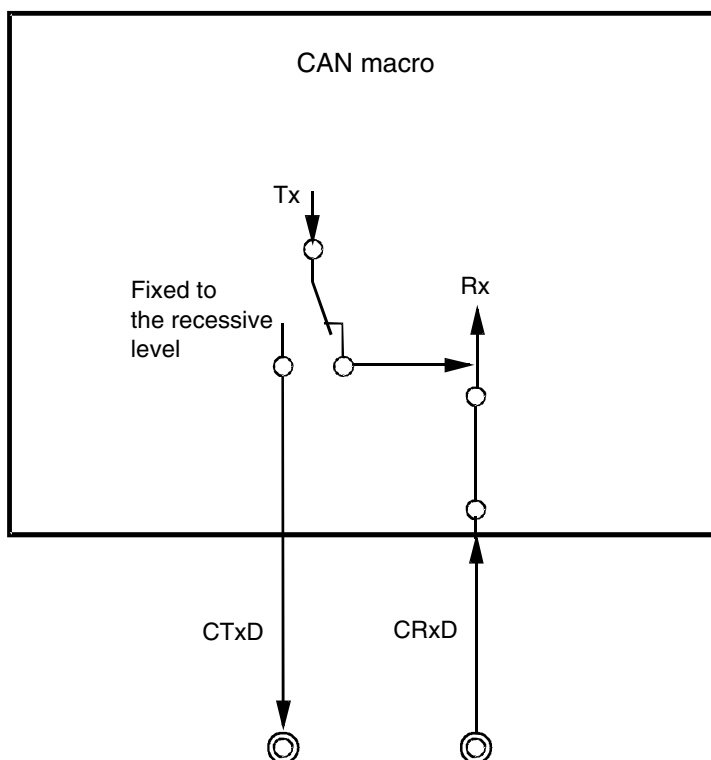 CAN macro
Tx
Rx
Fixed to
the recessive
level
CTxD
CRxD